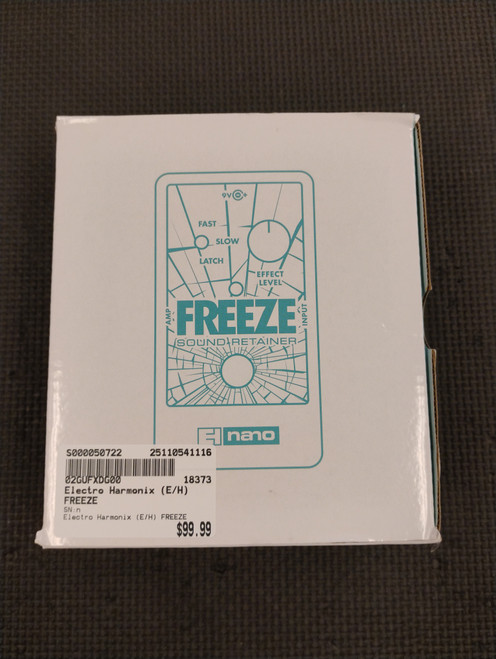 9V
FAST
SLOW
LATCH
EFFECT
LEVEL
AMP
INPUT
FREEZE
SOUND RETAINER
EH nano
S000050722 25110541116
02GUFXDG00 18373
Electro Harmonix (E/H)
FREEZE
SN:n
Electro Harmonix (E/H) FREEZE
$99.99